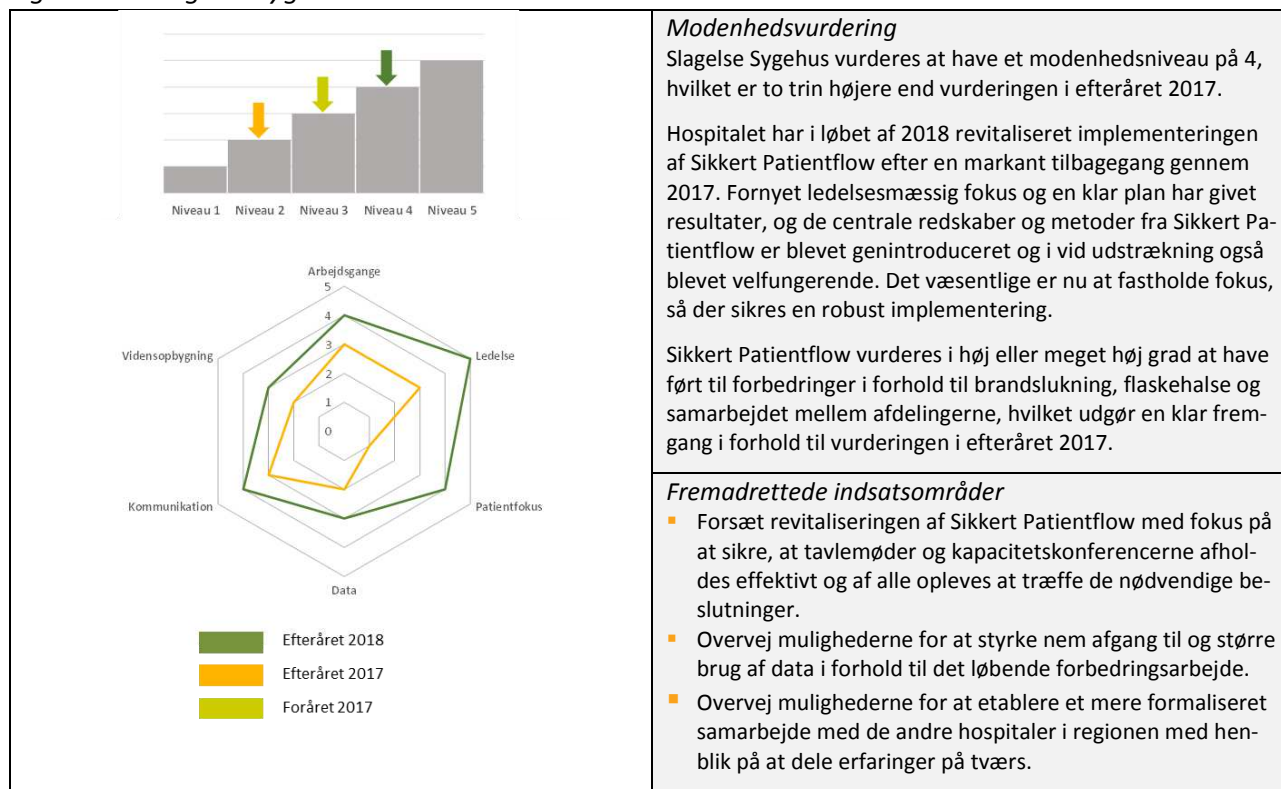 Niveau 1 Niveau 2 Niveau 3 Niveau 4 Niveau 5
Arbejdsgange
5
4
3
2
1
0
Ledelse
Patientfokus
Data
Kommunikation
Vidensopbygning
Efteråret 2018
Efteråret 2017
Foråret 2017
Modenhedsvurdering
Slagelse Sygehus vurderes at have et modenhedsniveau på 4,
hvilket er to trin højere end vurderingen i efteråret 2017.
Hospitalet har i løbet af 2018 revitaliseret implementeringen
af Sikkert Patientflow efter en markant tilbagegang gennem
2017. Fornyet ledelsesmæssig fokus og en klar plan har givet
resultater, og de centrale redskaber og metoder fra Sikkert Pa-
tientflow er blevet genintroduceret og i vid udstrækning også
blevet velfungerende. Det væsentlige er nu at fastholde fokus,
så der sikres en robust implementering.
Sikkert Patientflow vurderes i høj eller meget høj grad at have
ført til forbedringer i forhold til brandslukning, flaskehalse og
samarbejdet mellem afdelingerne, hvilket udgør en klar frem-
gang i forhold til vurderingen i efteråret 2017.
Fremadrettede indsatsområder
▪ Forsæt revitaliseringen af Sikkert Patientflow med fokus på
at sikre, at tavlemøder og kapacitetskonferencerne afhol-
des effektivt og af alle opleves at træffe de nødvendige be-
slutninger.
▪ Overvej mulighederne for at styrke nem afgang til og større
brug af data i forhold til det løbende forbedringsarbejde.
▪ Overvej mulighederne for at etablere et mere formaliseret
samarbejde med de andre hospitaler i regionen med hen-
blik på at dele erfaringer på tværs.